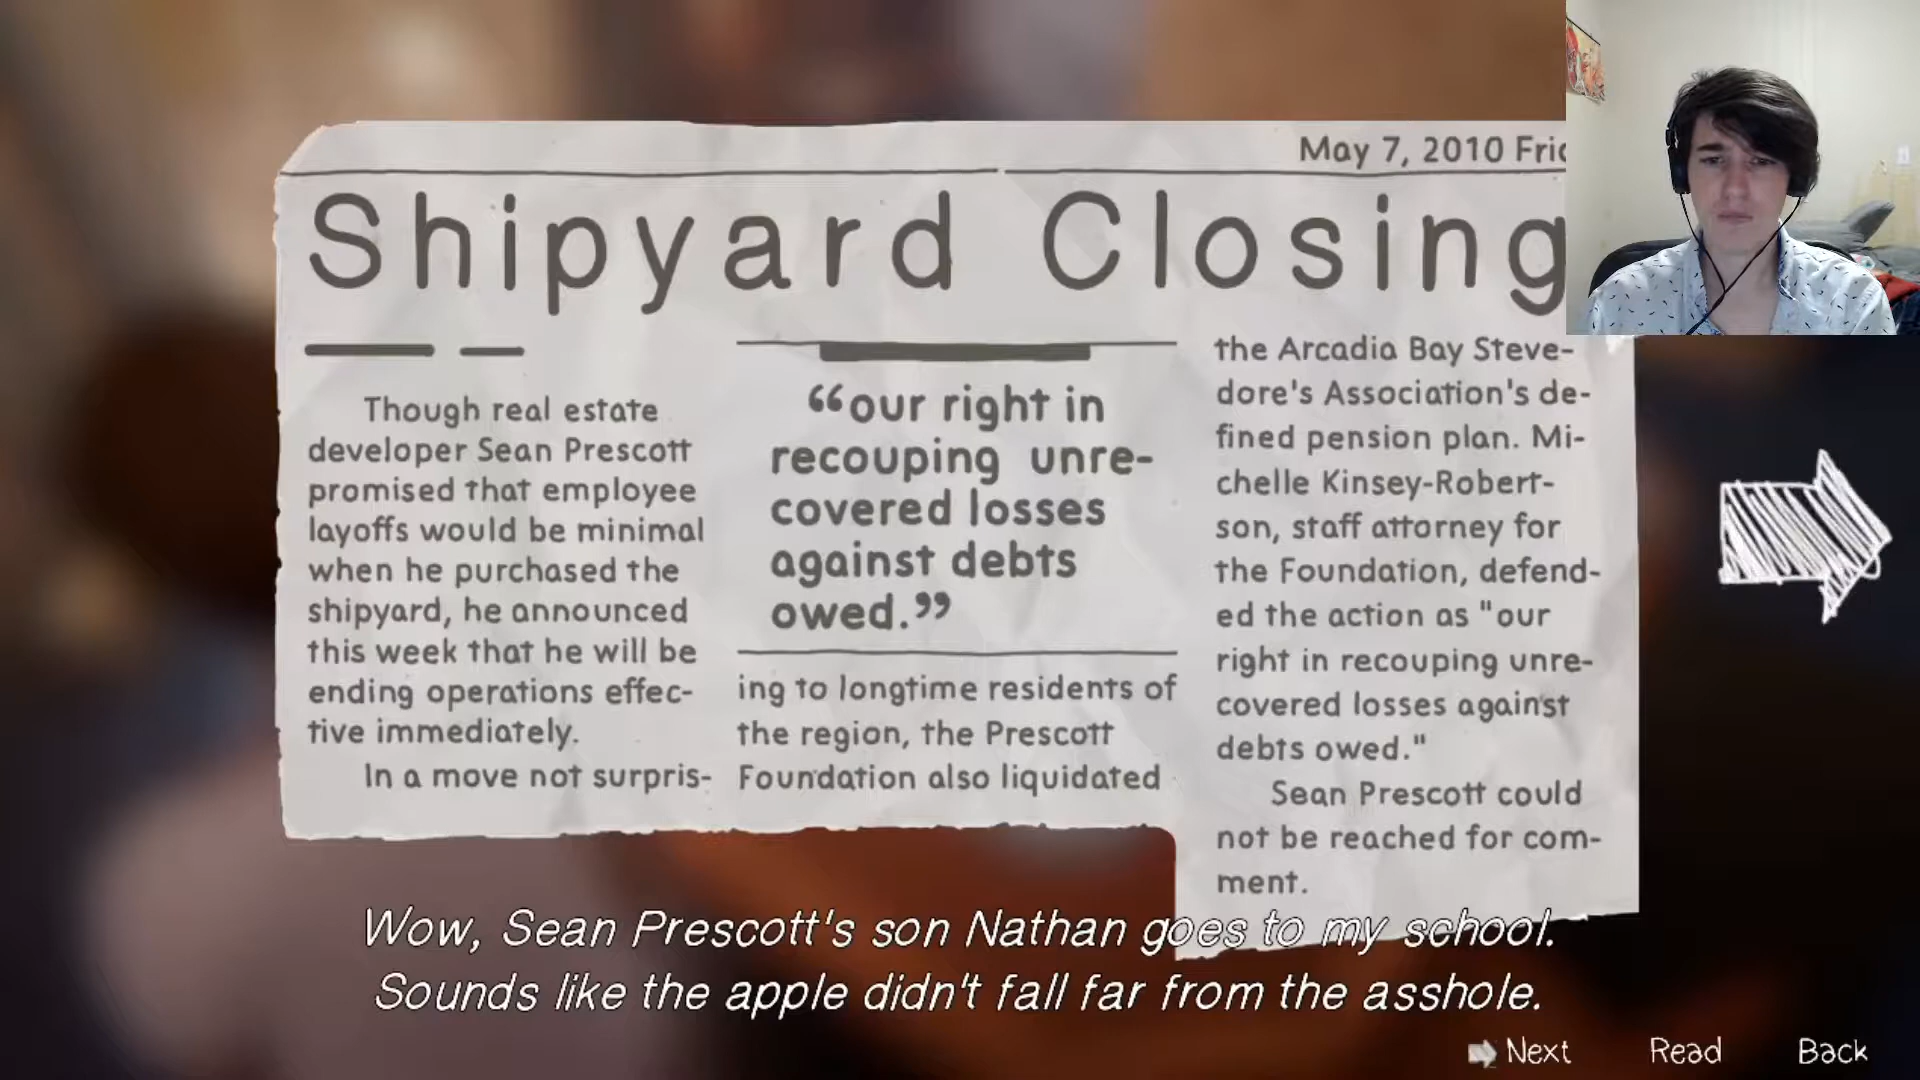 May 7, 2010
Shipyard Closing
Though real estate
developer Sean Prescott
promised that employee
layoffs would be minimal
when he purchased the
shipyard, he announced
this week that he will be
ending operations effec-
tive immediately.
In a move not surpris-
“our right in
recouping unre-
covered losses
against debts
owed.”
ing to longtime residents of
the region, the Prescott
Foundation also liquidated
the Arcadia Bay Steve-
dore's Association's de-
fined pension plan. Mi-
chelle Kinsey-Robert-
son, staff attorney for
the Foundation, defend-
ed the action as "our
right in recouping unre-
covered losses against
debts owed."
Sean Prescott could
not be reached for com-
ment.
Wow, Sean Prescott's son Nathan goes to my school.
Sounds like the apple didn't fall far from the asshole.
Next Read Back